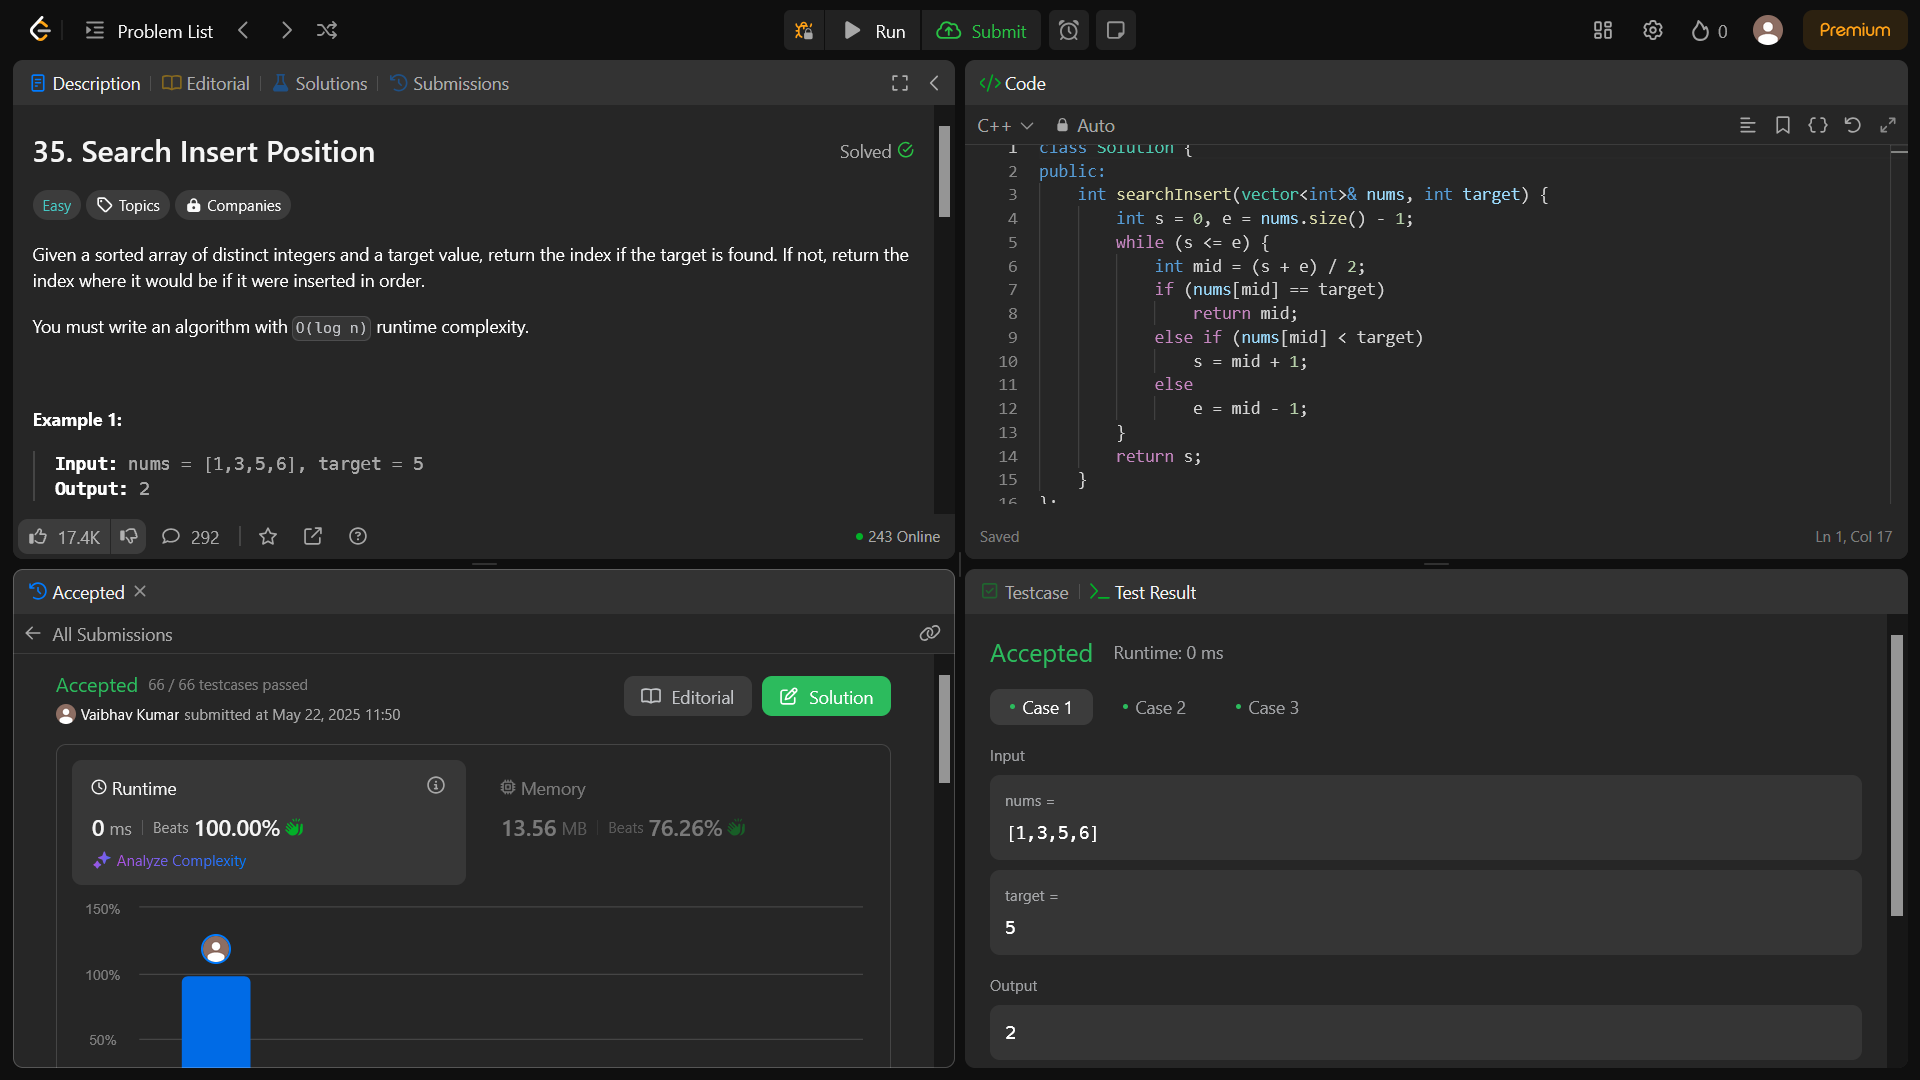 Problem List
Run
Submit
0
Premium
Description
Editorial
Solutions
Submissions
35. Search Insert Position
Solved
Easy
Topics
Companies
Given a sorted array of distinct integers and a target value, return the index if the target is found. If not, return the
index where it would be if it were inserted in order.
You must write an algorithm with O(log n) runtime complexity.
Example 1:
Input: nums = [1,3,5,6], target = 5
Output: 2
17.4K
292
243 Online
</> Code
C++
Auto
1 class Solution {
2 public:
3 int searchInsert(vector<int>& nums, int target) {
4 int s = 0, e = nums.size() - 1;
5 while (s <= e) {
6 int mid = (s + e) / 2;
7 if (nums[mid] == target)
8 return mid;
9 else if (nums[mid] < target)
10 s = mid + 1;
11 else
12 e = mid - 1;
13 }
14 return s;
15 }
16 };
Saved
Ln 1, Col 17
Accepted
All Submissions
Accepted 66 / 66 testcases passed
Vaibhav Kumar submitted at May 22, 2025 11:50
Editorial
Solution
Runtime
0 ms Beats 100.00%
Analyze Complexity
Memory
13.56 MB Beats 76.26%
150%
100%
50%
Testcase
Test Result
Accepted Runtime: 0 ms
Case 1
Case 2
Case 3
Input
nums =
[1,3,5,6]
target =
5
Output
2